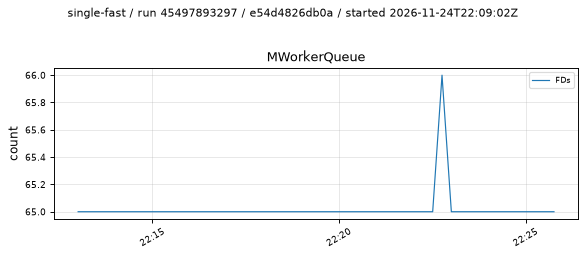 single-fast / run 45497893297 / e54d4826db0a / started 2026-11-24T22:09:02Z
MWorkerQueue
FDs
count
66.0
65.8
65.6
65.4
65.2
65.0
22:15
22:20
22:25